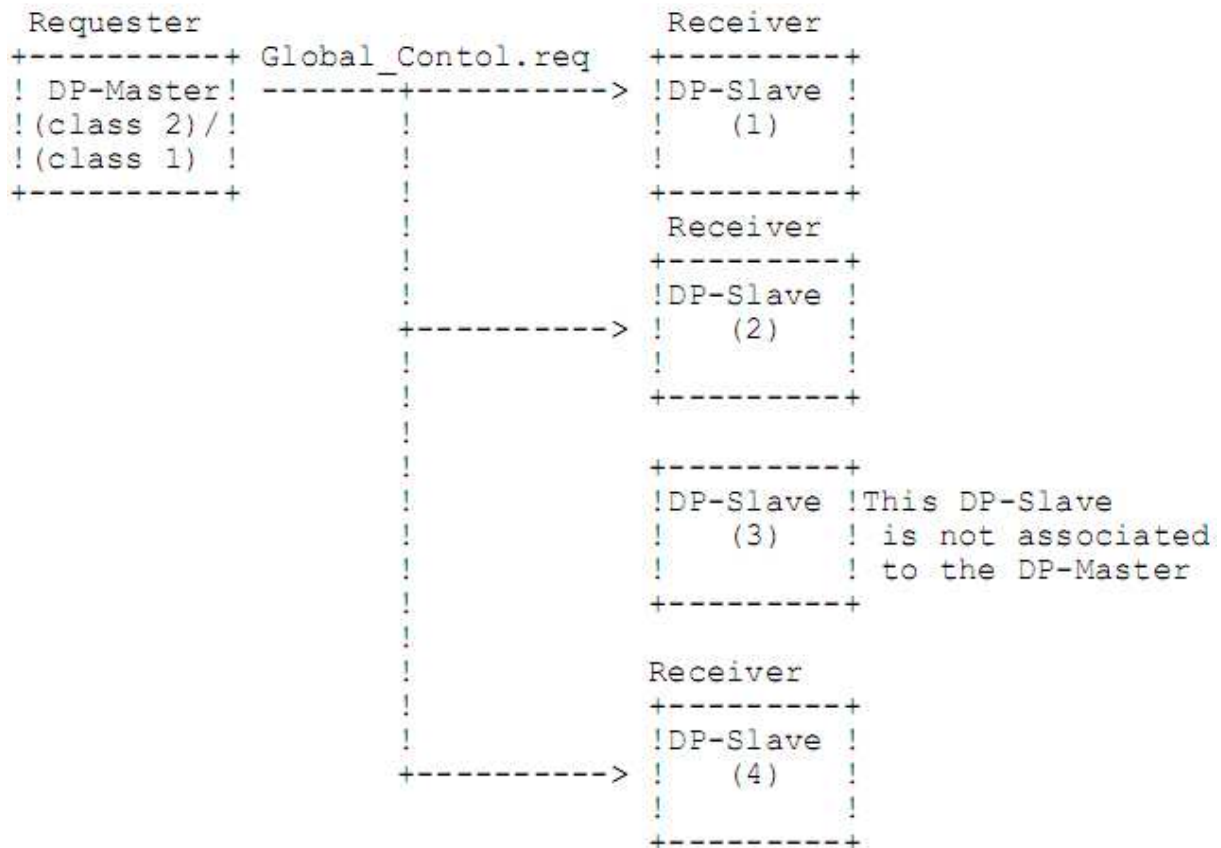 Requester
Global_Contol.req
DP-Master
(class 2)/
(class 1)
Receiver
DP-Slave
(1)
Receiver
DP-Slave
(2)
DP-Slave
(3)
This DP-Slave
is not associated
to the DP-Master
Receiver
DP-Slave
(4)